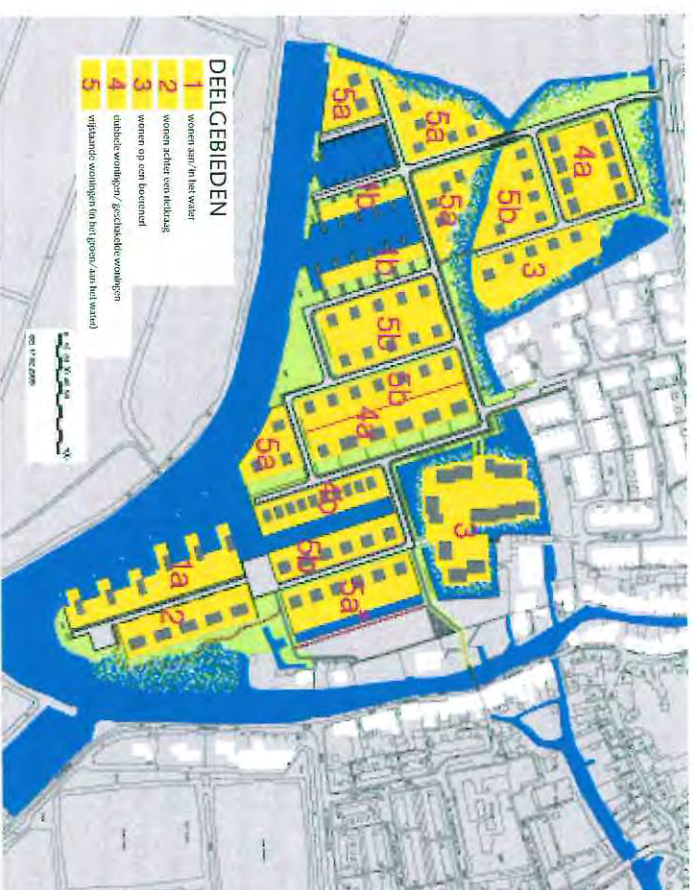 DEELGEBIEDEN
1 wonen aan/in het water
2 wonen achter een rietkraag
3 wonen op een boerenerf
4 dubbele woningen/ geschakelde woningen
5 vrijstaande woningen (in het groen/aan het water)
4a
5a
5b
3
5a
5a
1b
1b
5b
5b
4a
5a
3
4b
5b
5a
1a
2